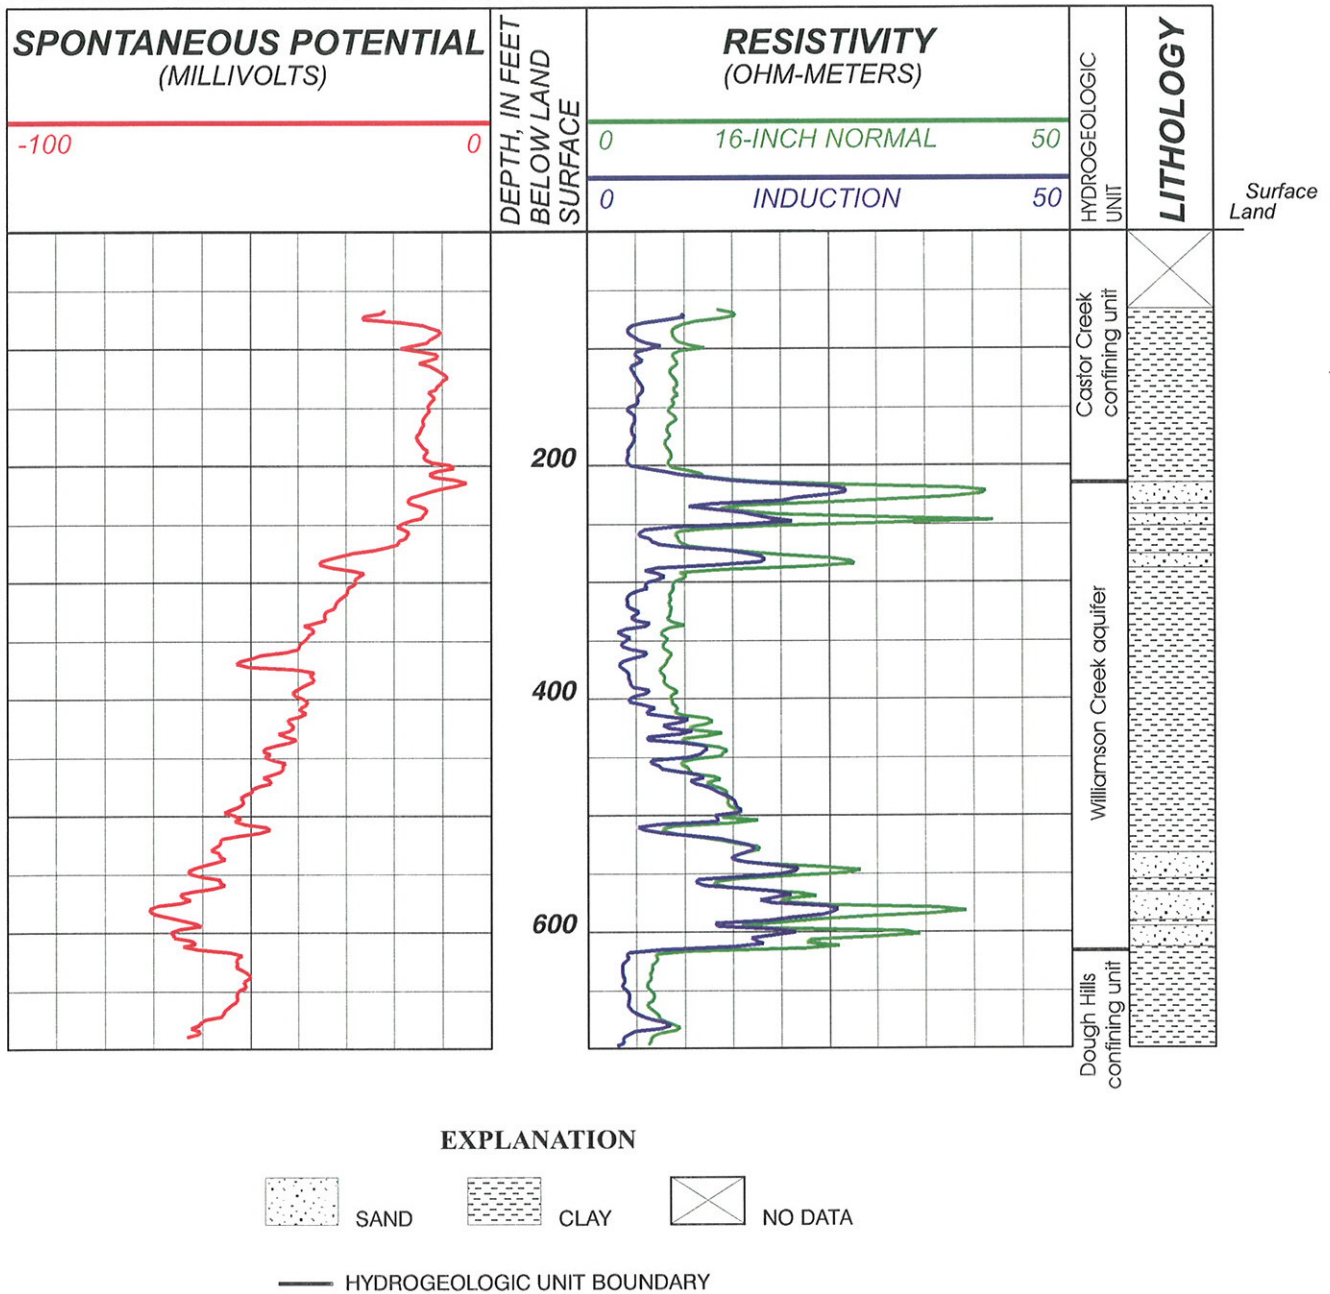 SPONTANEOUS POTENTIAL
(MILLIVOLTS)
-100 0
DEPTH, IN FEET
BELOW LAND
SURFACE
RESISTIVITY
(OHM-METERS)
0 16-INCH NORMAL 50
0 INDUCTION 50
HYDROGEOLOGIC
UNIT
LITHOLOGY
Surface
Land
200
400
600
Castor Creek
confining unit
Williamson Creek aquifer
Dough Hills
confining unit
EXPLANATION
SAND
CLAY
NO DATA
HYDROGEOLOGIC UNIT BOUNDARY